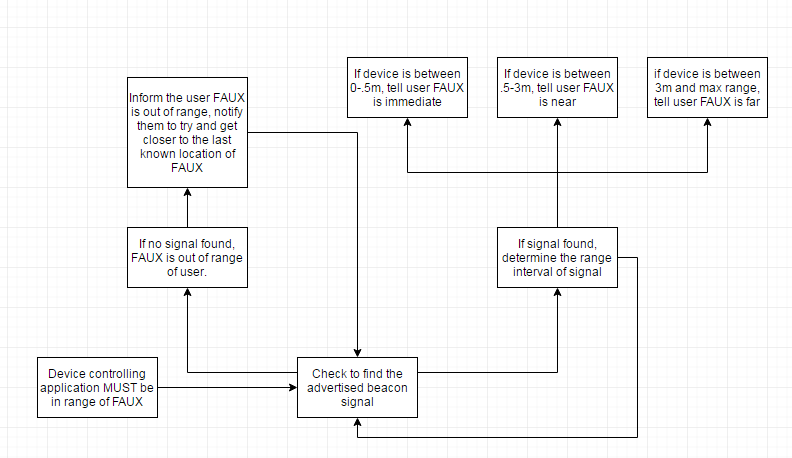 If device is between
0-.5m, tell user FAUX
is immediate
If device is between
.5-3m, tell user FAUX
is near
if device is between
3m and max range,
tell user FAUX is far
Inform the user FAUX
is out of range, notify
them to try and get
closer to the last
known location of
FAUX
If no signal found,
FAUX is out of range
of user.
If signal found,
determine the range
interval of signal
Device controlling
application MUST be
in range of FAUX
Check to find the
advertised beacon
signal